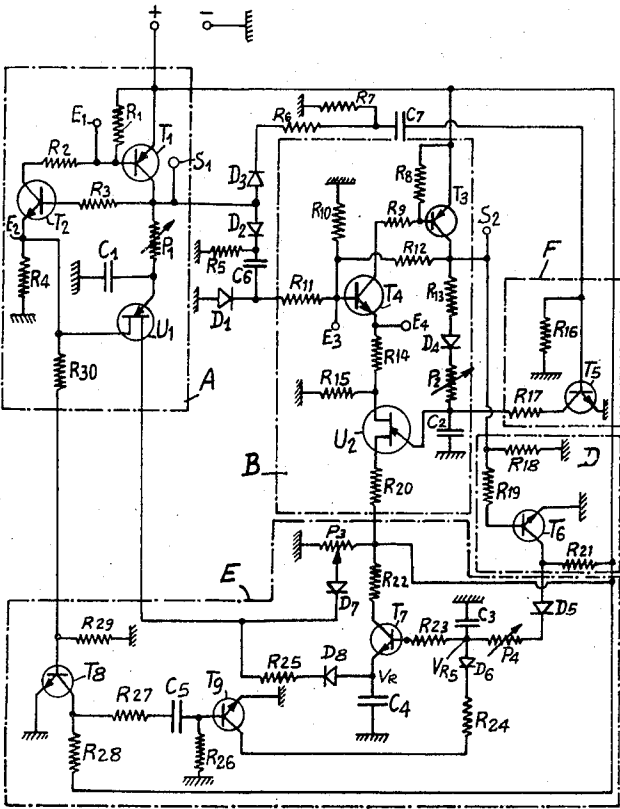 + -
R7
R6 C7
E1 R1
R2 T1 S1
R8 T3
D3
R10 R9 S2
T2 R3
D2 R12
E2 P1 R5 F
C1 C6 R13
R4 R11 T4 R16
D1 D4
U1 E3 E4
R14 T5
R30 P2
A R15 R17
U2 C2
B R18 D
R20 R19
T6
P3 R21
E R22
D7 C3 D5
T7 R23
R29 P4
D8 VR5 D6
R25 VR
T8 C4
R27 C5 T9 R24
R28 R26